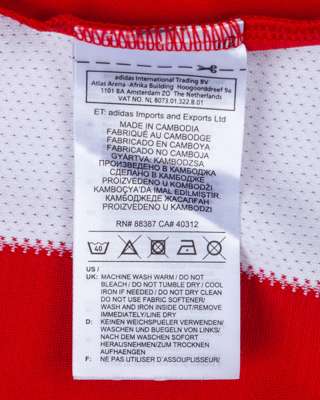 adidas International Trading BV
Atlas Arena - Africa Building Hoogoorddreef 9a
1101 BA Amsterdam ZO The Netherlands
VAT NO. NL 8073.01.322.B.01
ET: adidas Imports and Exports Ltd
MADE IN CAMBODIA
FABRIQUÉ AU CAMBODGE
FABRICADO EN CAMBOYA
FABRICADO NO CAMBOJA
GYÁRTVA: KAMBODZSA
ПРОИЗВЕДЕНО В КАМБОДЖА
СДЕЛАНО В КАМБОДЖЕ
PROIZVEDENO U KOMBODŽI
KAMBOÇYA'DA IMAL EDİLMİŞTİR.
КАМБОДЖЕДЕ ЖАСАЛҒАН
PROIZVEDENO U KAMBODŽI
RN# 88387 CA# 40312
40
US /
UK: MACHINE WASH WARM / DO NOT
BLEACH / DO NOT TUMBLE DRY / COOL
IRON IF NEEDED / DO NOT DRY CLEAN
DO NOT USE FABRIC SOFTENER/
WASH AND IRON INSIDE OUT/REMOVE
IMMEDIATELY/LINE DRY
D: KEINEN WEICHSPUELER VERWENDEN/
WASCHEN UND BUEGELN VON LINKS/
NACH DEM WASCHEN SOFORT
HERAUSNEHMEN/ZUM TROCKNEN
AUFHAENGEN
F: NE PAS UTILISER D'ASSOUPLISSEUR/